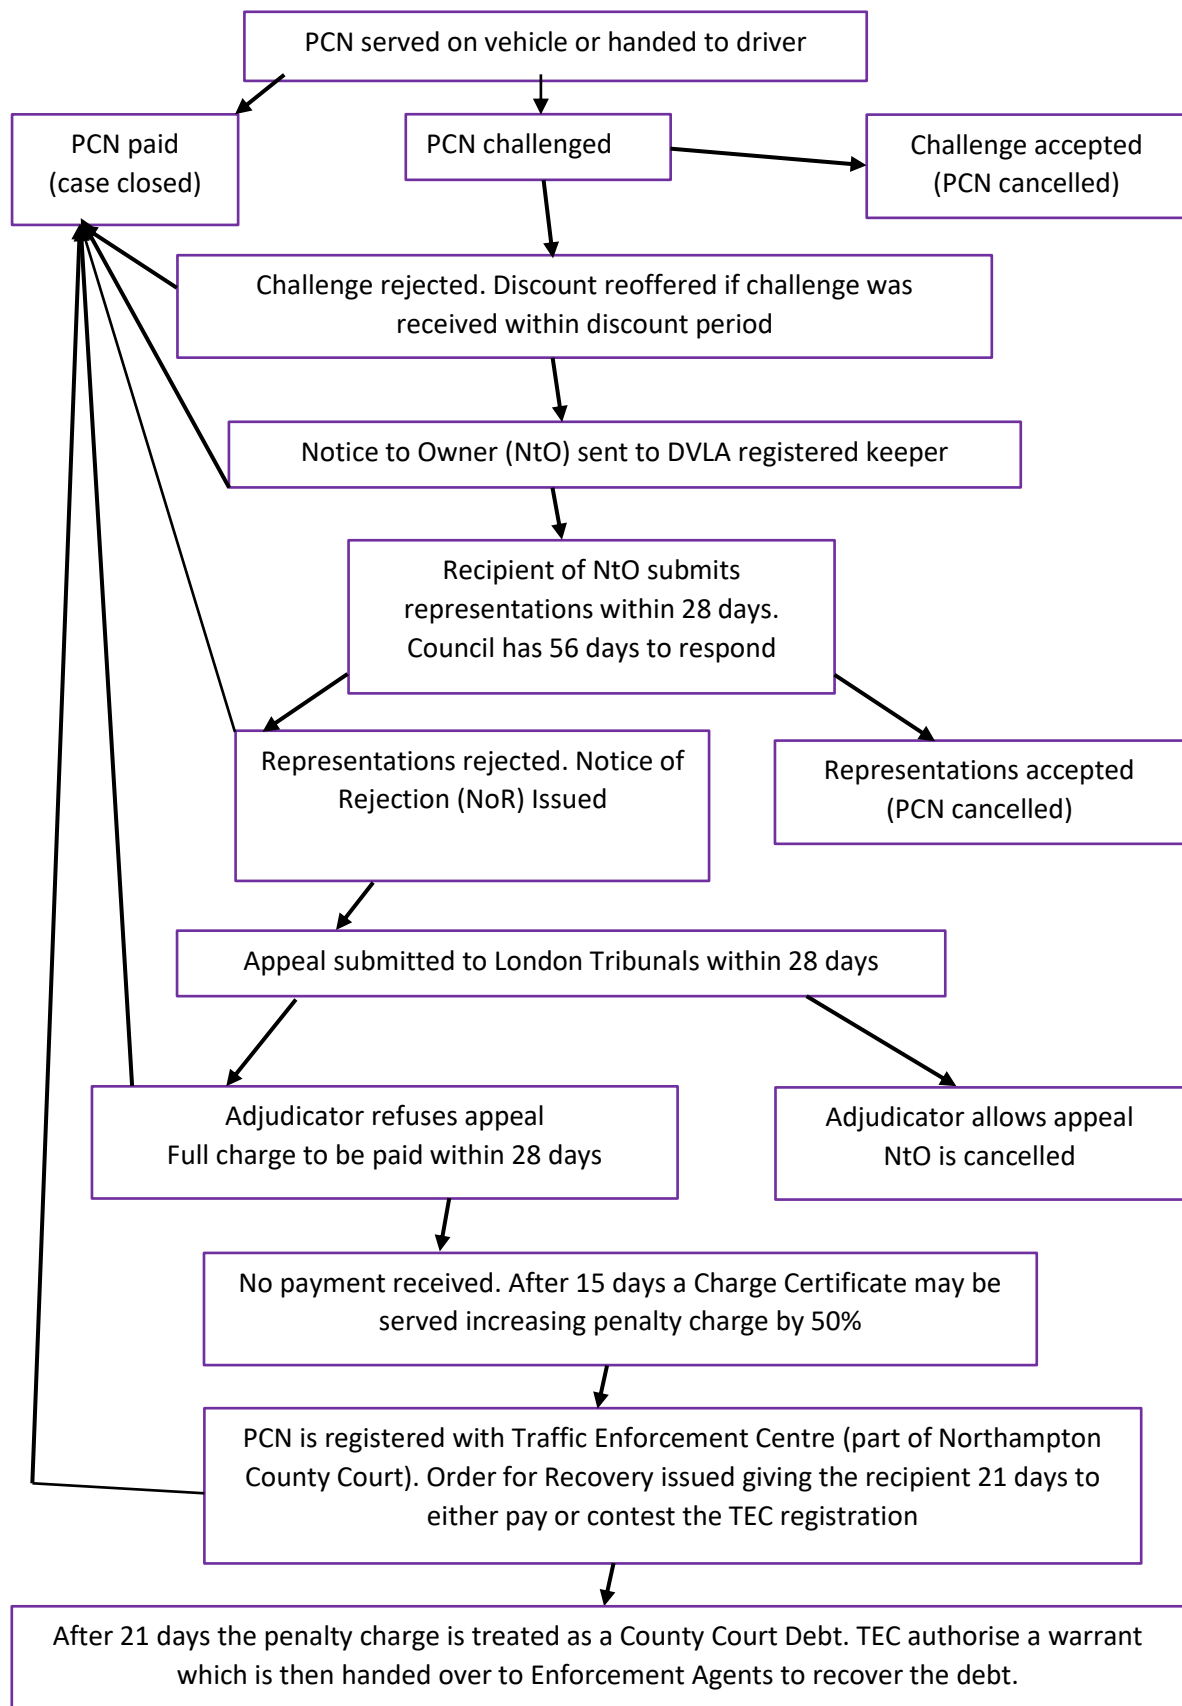 PCN served on vehicle or handed to driver
PCN paid
(case closed)
PCN challenged
Challenge accepted
(PCN cancelled)
Challenge rejected. Discount reoffered if challenge was
received within discount period
Notice to Owner (NtO) sent to DVLA registered keeper
Recipient of NtO submits
representations within 28 days.
Council has 56 days to respond
Representations rejected. Notice of
Rejection (NoR) Issued
Representations accepted
(PCN cancelled)
Appeal submitted to London Tribunals within 28 days
Adjudicator refuses appeal
Full charge to be paid within 28 days
Adjudicator allows appeal
NtO is cancelled
No payment received. After 15 days a Charge Certificate may be
served increasing penalty charge by 50%
PCN is registered with Traffic Enforcement Centre (part of Northampton
County Court). Order for Recovery issued giving the recipient 21 days to
either pay or contest the TEC registration
After 21 days the penalty charge is treated as a County Court Debt. TEC authorise a warrant
which is then handed over to Enforcement Agents to recover the debt.